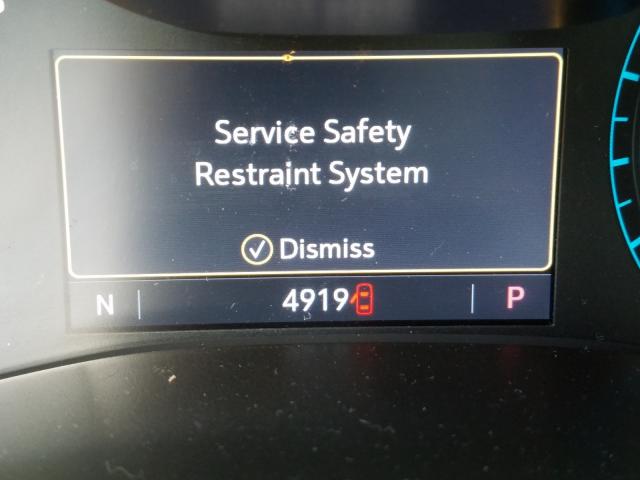 Service Safety
Restraint System
Dismiss
N 4919 P